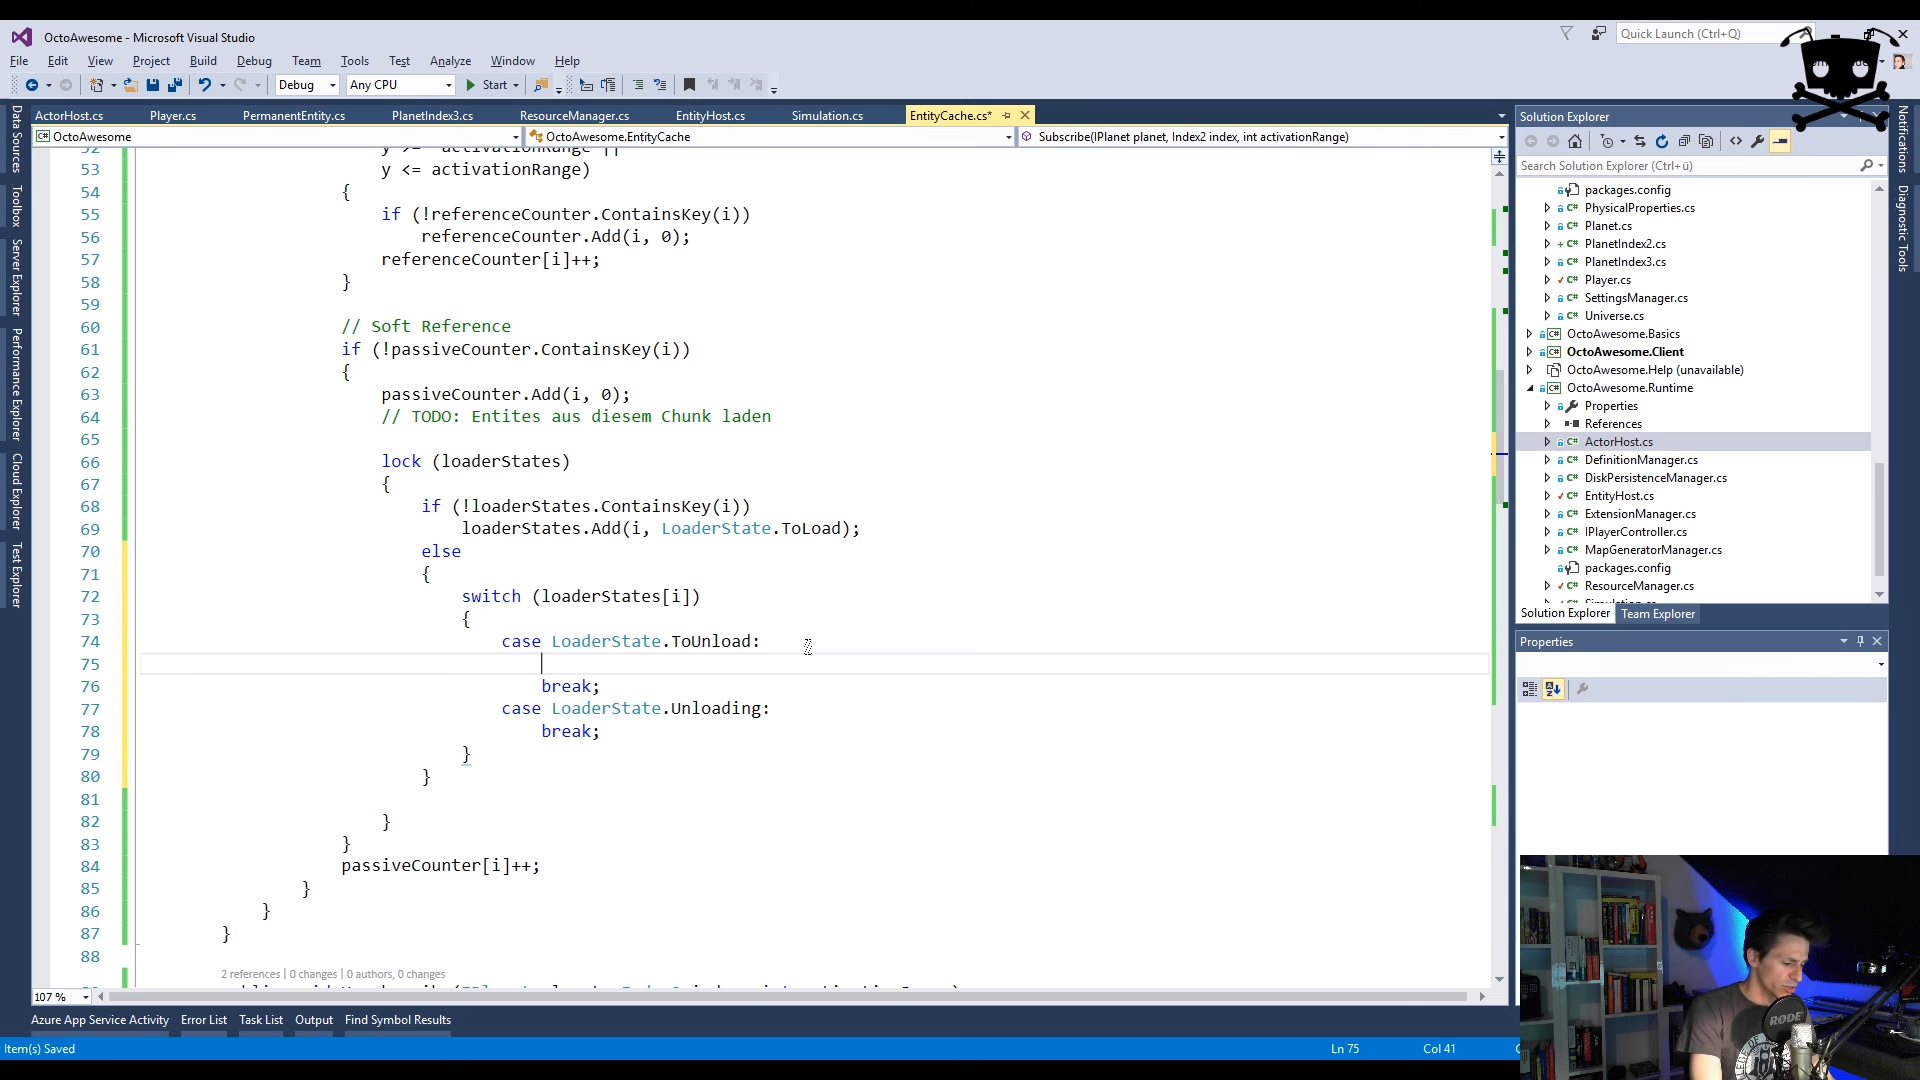 OctoAwesome - Microsoft Visual Studio
Quick Launch (Ctrl+Q)
File Edit View Project Build Debug Team Tools Test Analyze Window Help
Debug Any CPU Start
ActorHost.cs Player.cs PermanentEntity.cs PlanetIndex3.cs ResourceManager.cs EntityHost.cs Simulation.cs EntityCache.cs*
OctoAwesome OctoAwesome.EntityCache Subscribe(IPlanet planet, Index2 index, int activationRange)
53 y <= activationRange)
54 {
55 if (!referenceCounter.ContainsKey(i))
56 referenceCounter.Add(i, 0);
57 referenceCounter[i]++;
58 }
59
60 // Soft Reference
61 if (!passiveCounter.ContainsKey(i))
62 {
63 passiveCounter.Add(i, 0);
64 // TODO: Entites aus diesem Chunk laden
65
66 lock (loaderStates)
67 {
68 if (!loaderStates.ContainsKey(i))
69 loaderStates.Add(i, LoaderState.ToLoad);
70 else
71 {
72 switch (loaderStates[i])
73 {
74 case LoaderState.ToUnload:
75
76 break;
77 case LoaderState.Unloading:
78 break;
79 }
80 }
81
82 }
83 }
84 passiveCounter[i]++;
85 }
86 }
87 }
88
2 references | 0 changes | 0 authors, 0 changes
107 %
Data Sources
Toolbox
Server Explorer
Performance Explorer
Cloud Explorer
Test Explorer
Solution Explorer
Search Solution Explorer (Ctrl+ü)
packages.config
PhysicalProperties.cs
Planet.cs
PlanetIndex2.cs
PlanetIndex3.cs
Player.cs
SettingsManager.cs
Universe.cs
OctoAwesome.Basics
OctoAwesome.Client
OctoAwesome.Help (unavailable)
OctoAwesome.Runtime
Properties
References
ActorHost.cs
DefinitionManager.cs
DiskPersistenceManager.cs
EntityHost.cs
ExtensionManager.cs
IPlayerController.cs
MapGeneratorManager.cs
packages.config
ResourceManager.cs
Solution Explorer Team Explorer
Properties
Notifications
Diagnostic Tools
Azure App Service Activity Error List Task List Output Find Symbol Results
Item(s) Saved Ln 75 Col 41
RØDE